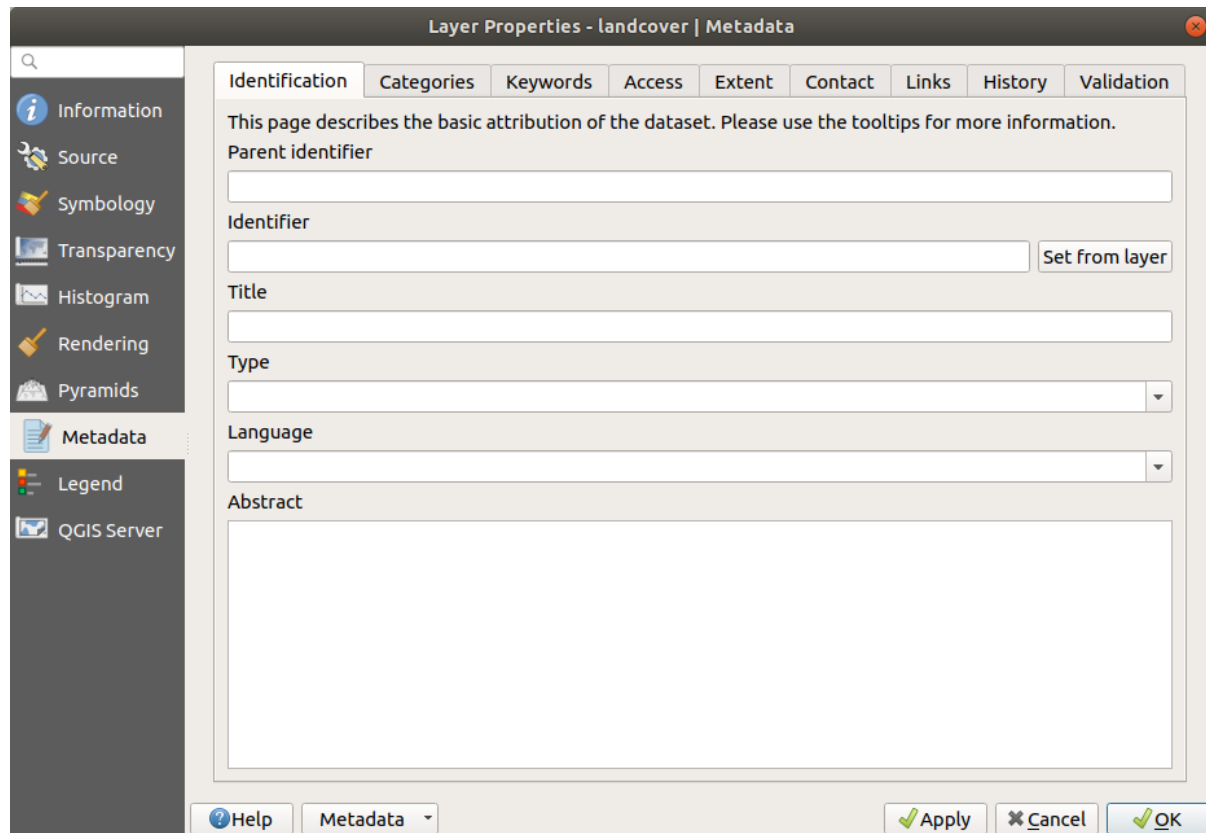 Layer Properties - landcover | Metadata
Information
Source
Symbology
Transparency
Histogram
Rendering
Pyramids
Metadata
Legend
QGIS Server
Identification Categories Keywords Access Extent Contact Links History Validation
This page describes the basic attribution of the dataset. Please use the tooltips for more information.
Parent identifier
Identifier
Set from layer
Title
Type
Language
Abstract
Help Metadata Apply Cancel OK